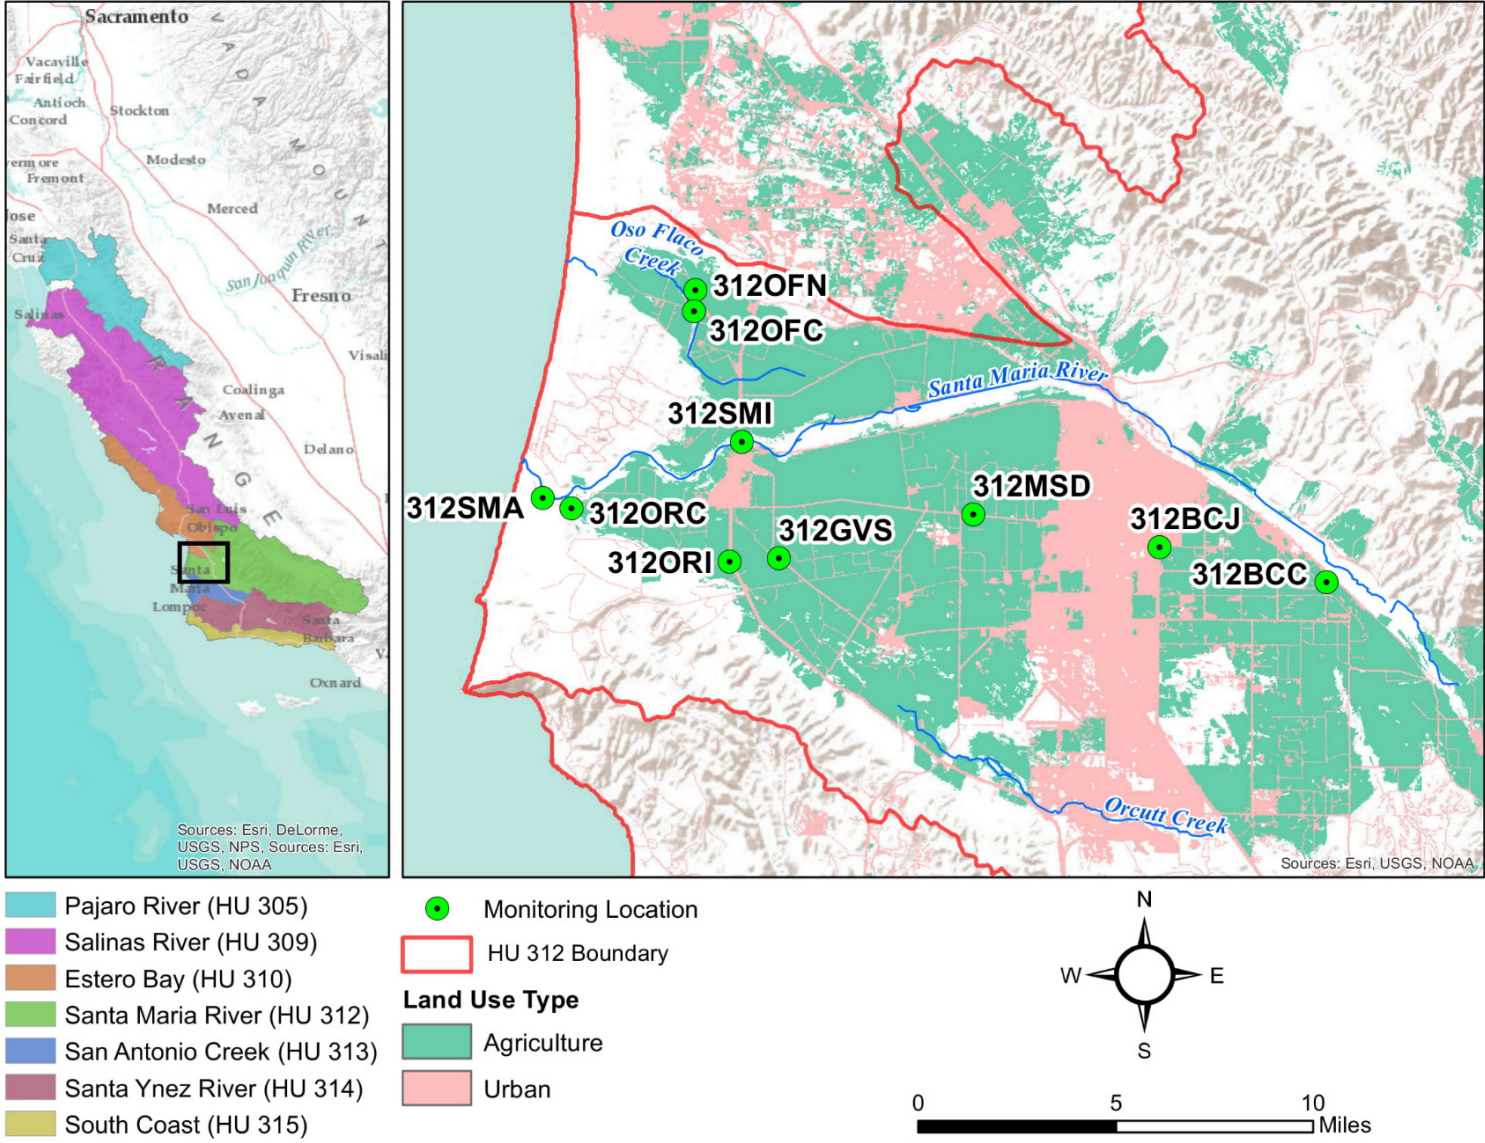 Sacramento
Vacaville
Fairfield
Antioch
Concord
Stockton
vermore
Fremont
Modesto
Jose
Merced
Santa
Cruz
San Joaquin River
Fresno
Salinas
Visali
Coalinga
Avenal
Delano
San Luis
Obispo
Santa
Maria
Lompoc
Santa
Barbara
Oxnard
V
A D A M O U N T
R A N G E
Sources: Esri, DeLorme,
USGS, NPS, Sources: Esri,
USGS, NOAA
Oso Flaco
Creek
312OFN
312OFC
Santa Maria River
312SMI
312SMA
312ORC
312MSD
312GVS
312BCJ
312ORI
312BCC
Orcutt Creek
Sources: Esri, USGS, NOAA
Pajaro River (HU 305)
Salinas River (HU 309)
Estero Bay (HU 310)
Santa Maria River (HU 312)
San Antonio Creek (HU 313)
Santa Ynez River (HU 314)
South Coast (HU 315)
Monitoring Location
HU 312 Boundary
Land Use Type
Agriculture
Urban
N
W E
S
0 5 10
Miles